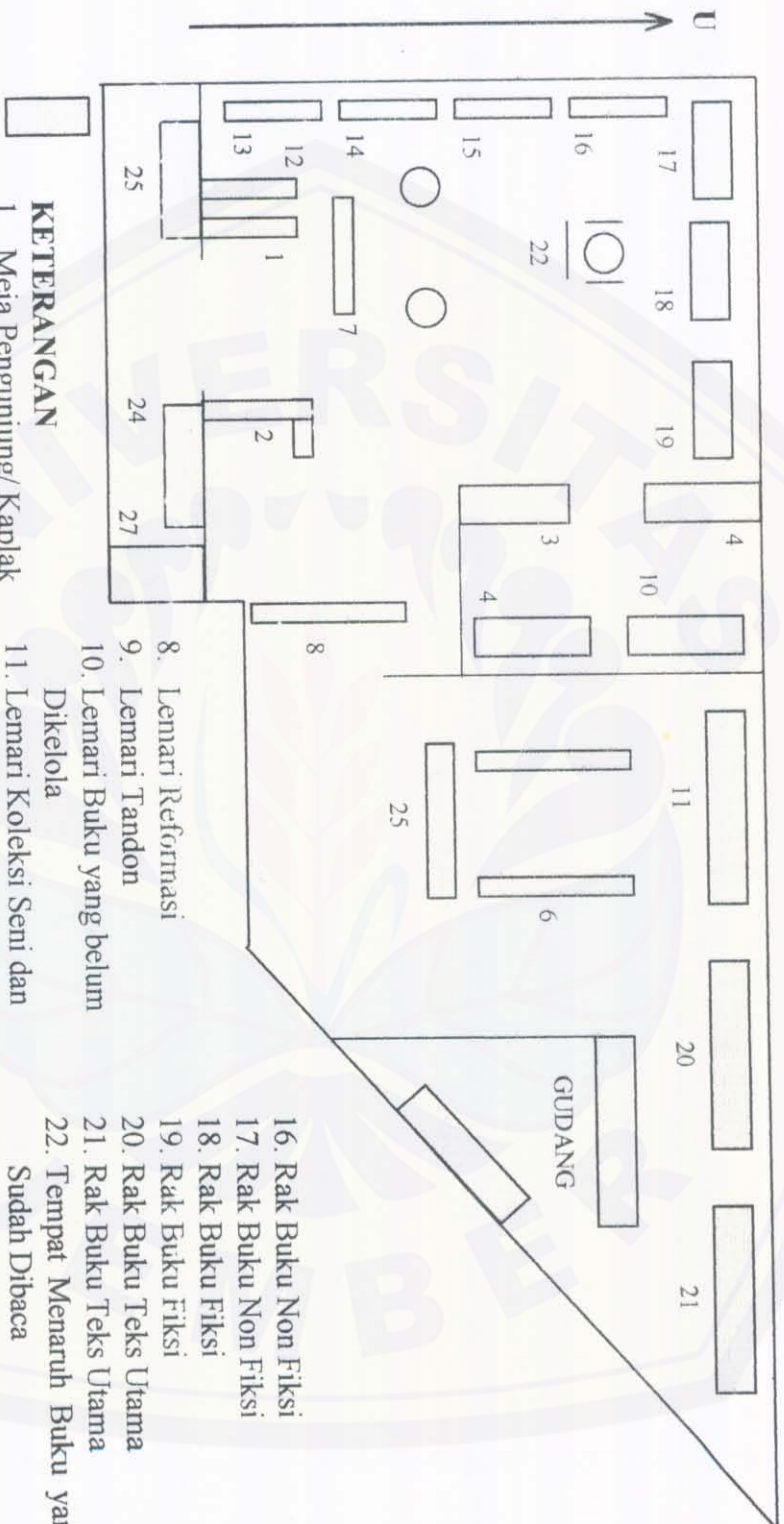 U
4
17 18 19 10 11 20 21
16
GUDANG
22 3 6
4
15
25
14 7
8
12
1 2
13
25 24 27
KETERANGAN
1. Meja Pengunjung/ Kaplak
8. Lemari Reformasi
9. Lemari Tandon
10. Lemari Buku yang belum
Dikelola
11. Lemari Koleksi Seni dan
16. Rak Buku Non Fiksi
17. Rak Buku Non Fiksi
18. Rak Buku Fiksi
19. Rak Buku Fiksi
20. Rak Buku Teks Utama
21. Rak Buku Teks Utama
22. Tempat Menaruh Buku
Sudah Dibaca
IVERSITAS
EMBER